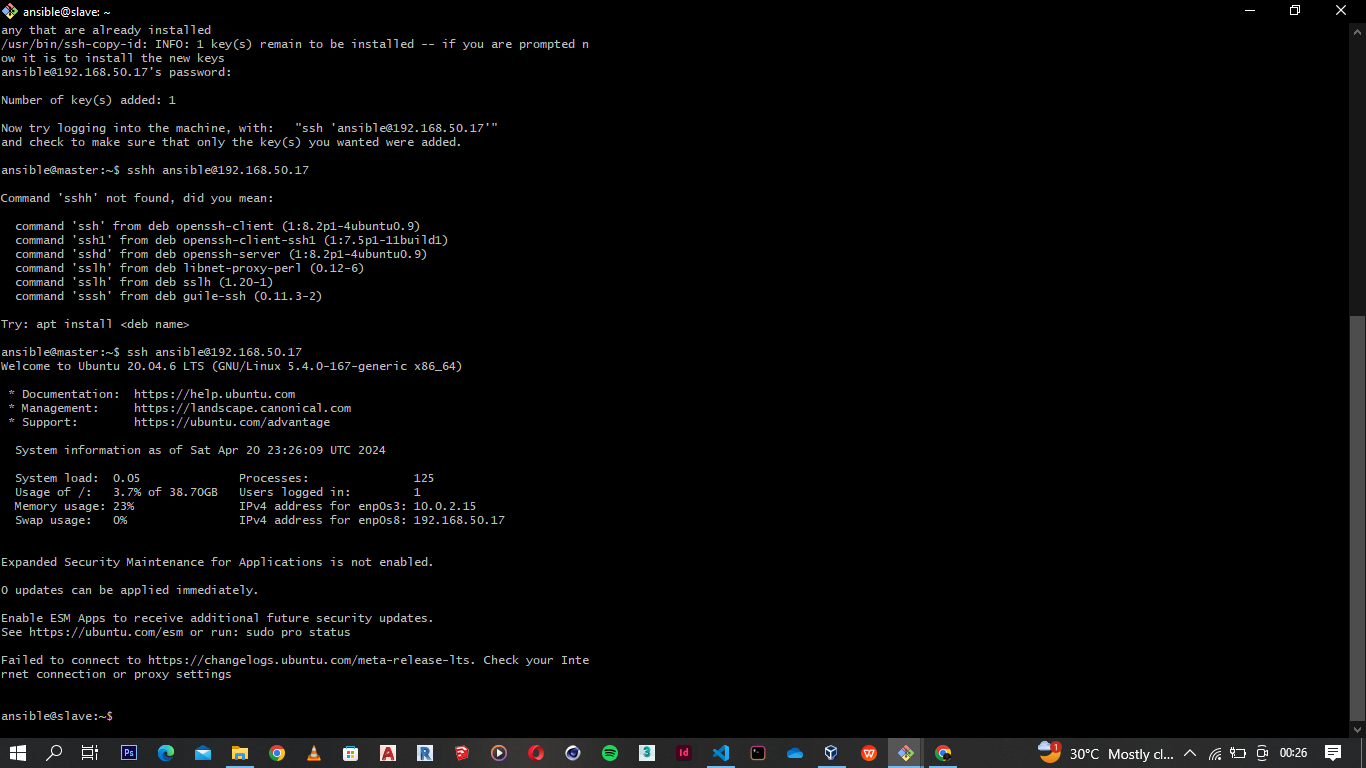 ansible@slave: ~
any that are already installed
/usr/bin/ssh-copy-id: INFO: 1 key(s) remain to be installed -- if you are prompted n
ow it is to install the new keys
ansible@192.168.50.17's password:
Number of key(s) added: 1
Now try logging into the machine, with:   "ssh 'ansible@192.168.50.17'"
and check to make sure that only the key(s) you wanted were added.
ansible@master:~$ sshh ansible@192.168.50.17
Command 'sshh' not found, did you mean:
  command 'ssh' from deb openssh-client (1:8.2p1-4ubuntu0.9)
  command 'ssh1' from deb openssh-client-ssh1 (1:7.5p1-11build1)
  command 'sshd' from deb openssh-server (1:8.2p1-4ubuntu0.9)
  command 'sslh' from deb libnet-proxy-perl (0.12-6)
  command 'sslh' from deb sslh (1.20-1)
  command 'sssh' from deb guile-ssh (0.11.3-2)
Try: apt install <deb name>
ansible@master:~$ ssh ansible@192.168.50.17
Welcome to Ubuntu 20.04.6 LTS (GNU/Linux 5.4.0-167-generic x86_64)
 * Documentation:  https://help.ubuntu.com
 * Management:     https://landscape.canonical.com
 * Support:        https://ubuntu.com/advantage
  System information as of Sat Apr 20 23:26:09 UTC 2024
  System load:  0.05              Processes:               125
  Usage of /:   3.7% of 38.70GB   Users logged in:         1
  Memory usage: 23%               IPv4 address for enp0s3: 10.0.2.15
  Swap usage:   0%                IPv4 address for enp0s8: 192.168.50.17
Expanded Security Maintenance for Applications is not enabled.
0 updates can be applied immediately.
Enable ESM Apps to receive additional future security updates.
See https://ubuntu.com/esm or run: sudo pro status
Failed to connect to https://changelogs.ubuntu.com/meta-release-lts. Check your Inte
rnet connection or proxy settings
ansible@slave:~$
Ps
A
R
3
Id
W
1
30°C Mostly cl...
00:26